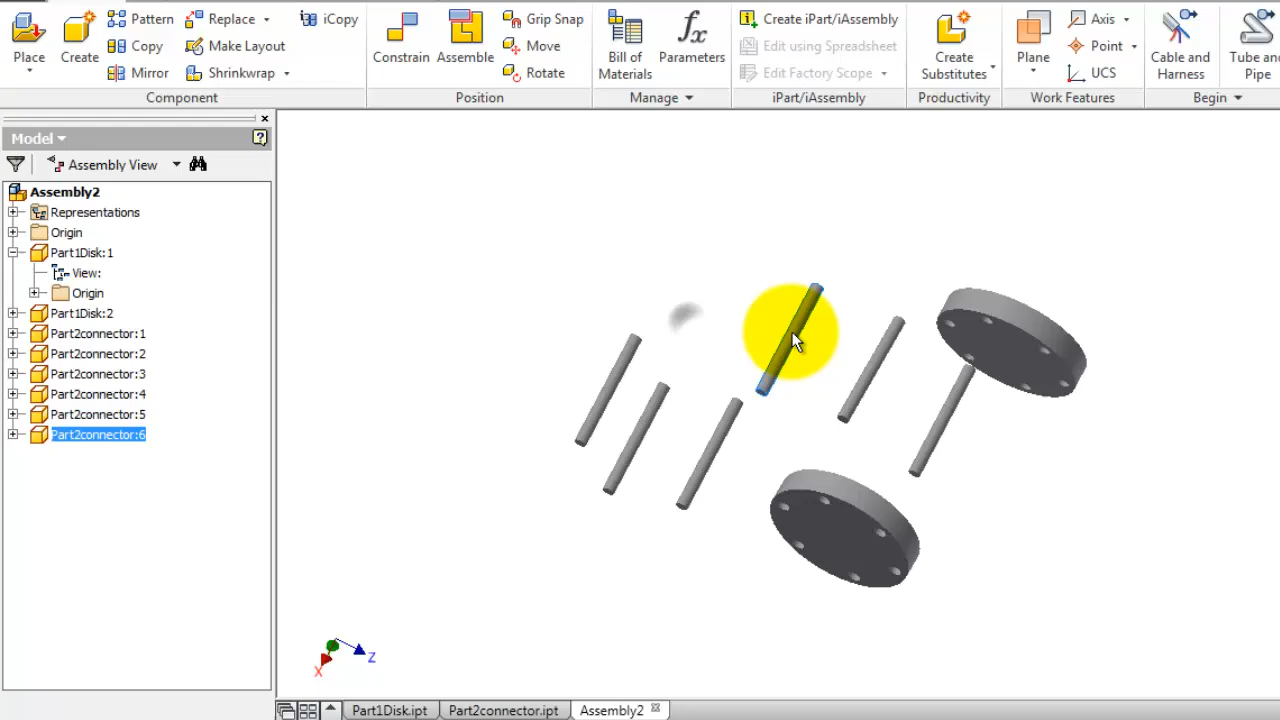 Pattern Replace iCopy
Copy Make Layout
Mirror Shrinkwrap
Place Create
Component
Grip Snap
Move
Rotate
Constrain Assemble
Position
Bill of Materials Parameters
Manage
Create iPart/iAssembly
Edit using Spreadsheet
Edit Factory Scope
iPart/iAssembly
Create Substitutes
Productivity
Plane
Axis
Point
UCS
Work Features
Cable and Harness
Pipe
Begin
Model
Assembly View
Assembly2
Representations
Origin
Part1Disk:1
View:
Origin
Part1Disk:2
Part2connector:1
Part2connector:2
Part2connector:3
Part2connector:4
Part2connector:5
Part2connector:6
X
Z
Part1Disk.ipt Part2connector.ipt Assembly2